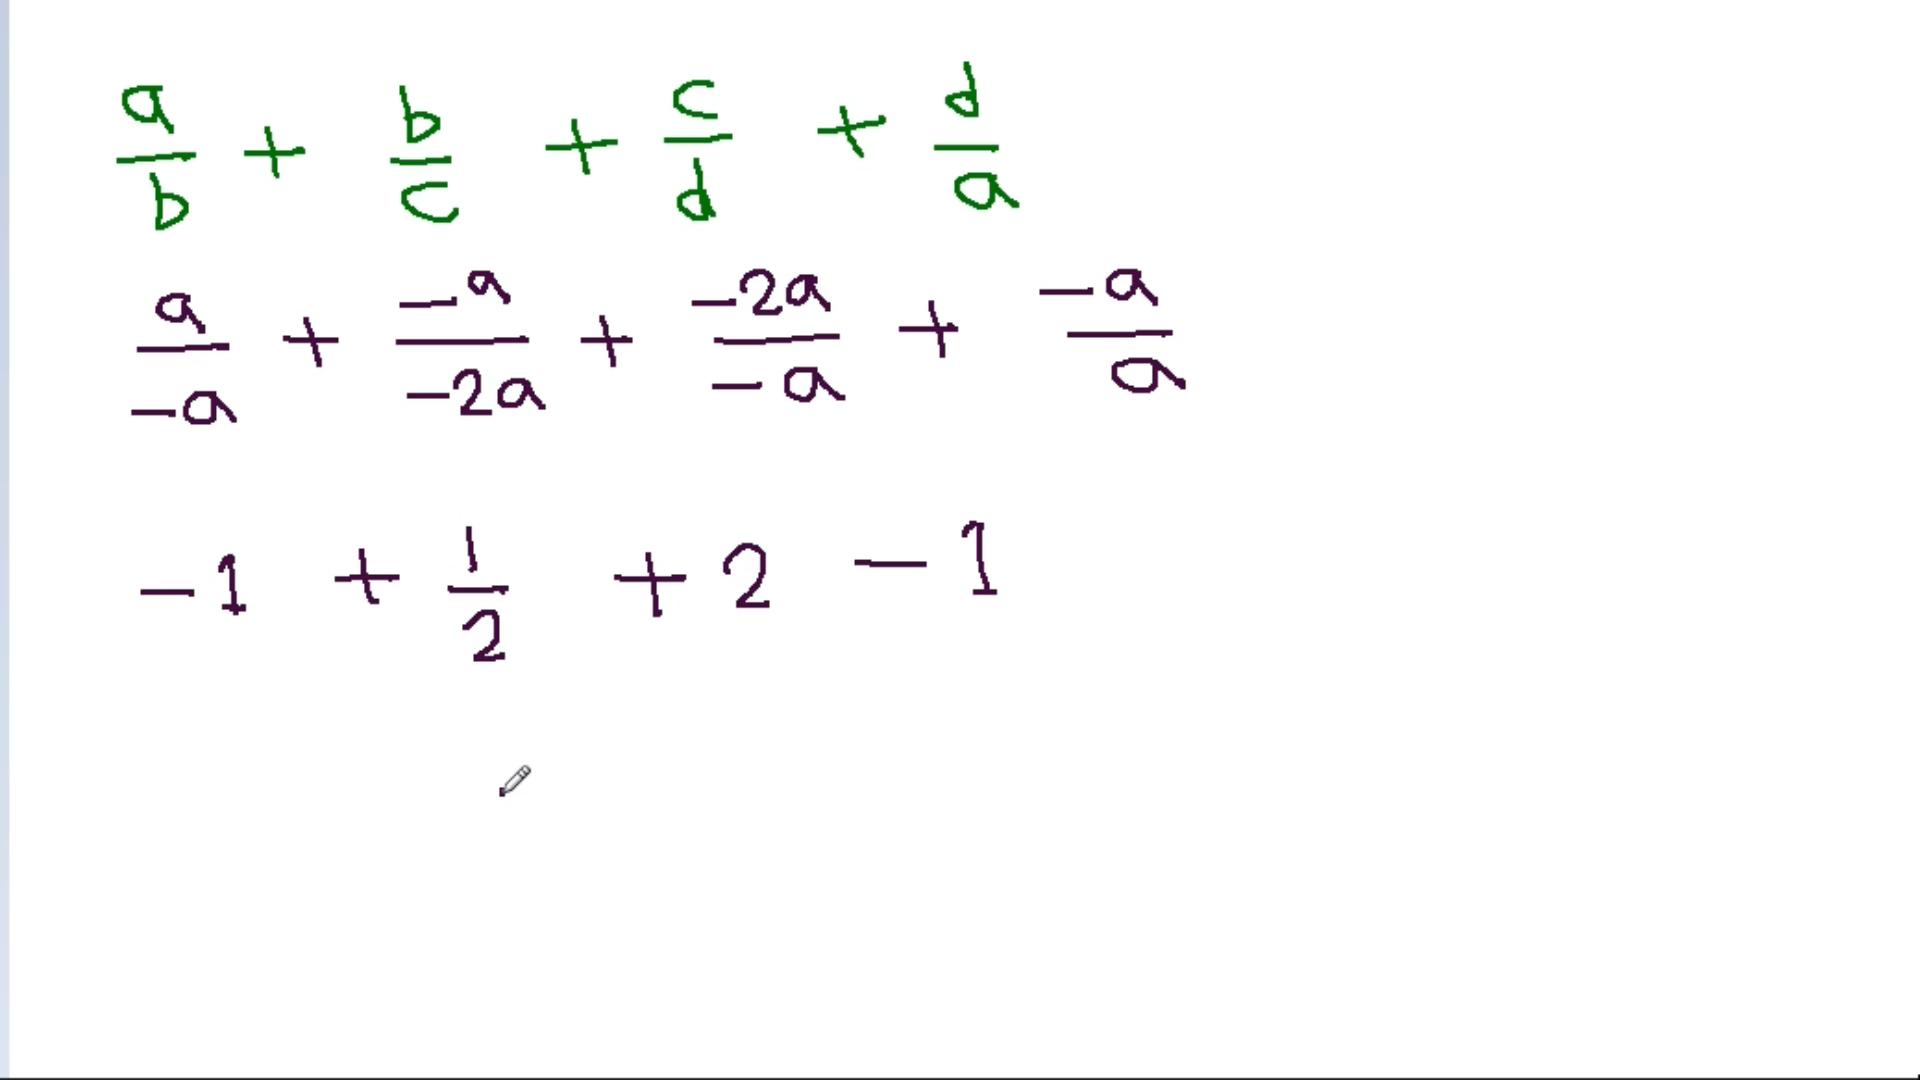 a/b + b/c + c/d + d/a
a/-a + -a/-2a + -2a/-a + -a/a
-1 + 1/2 + 2 - 1